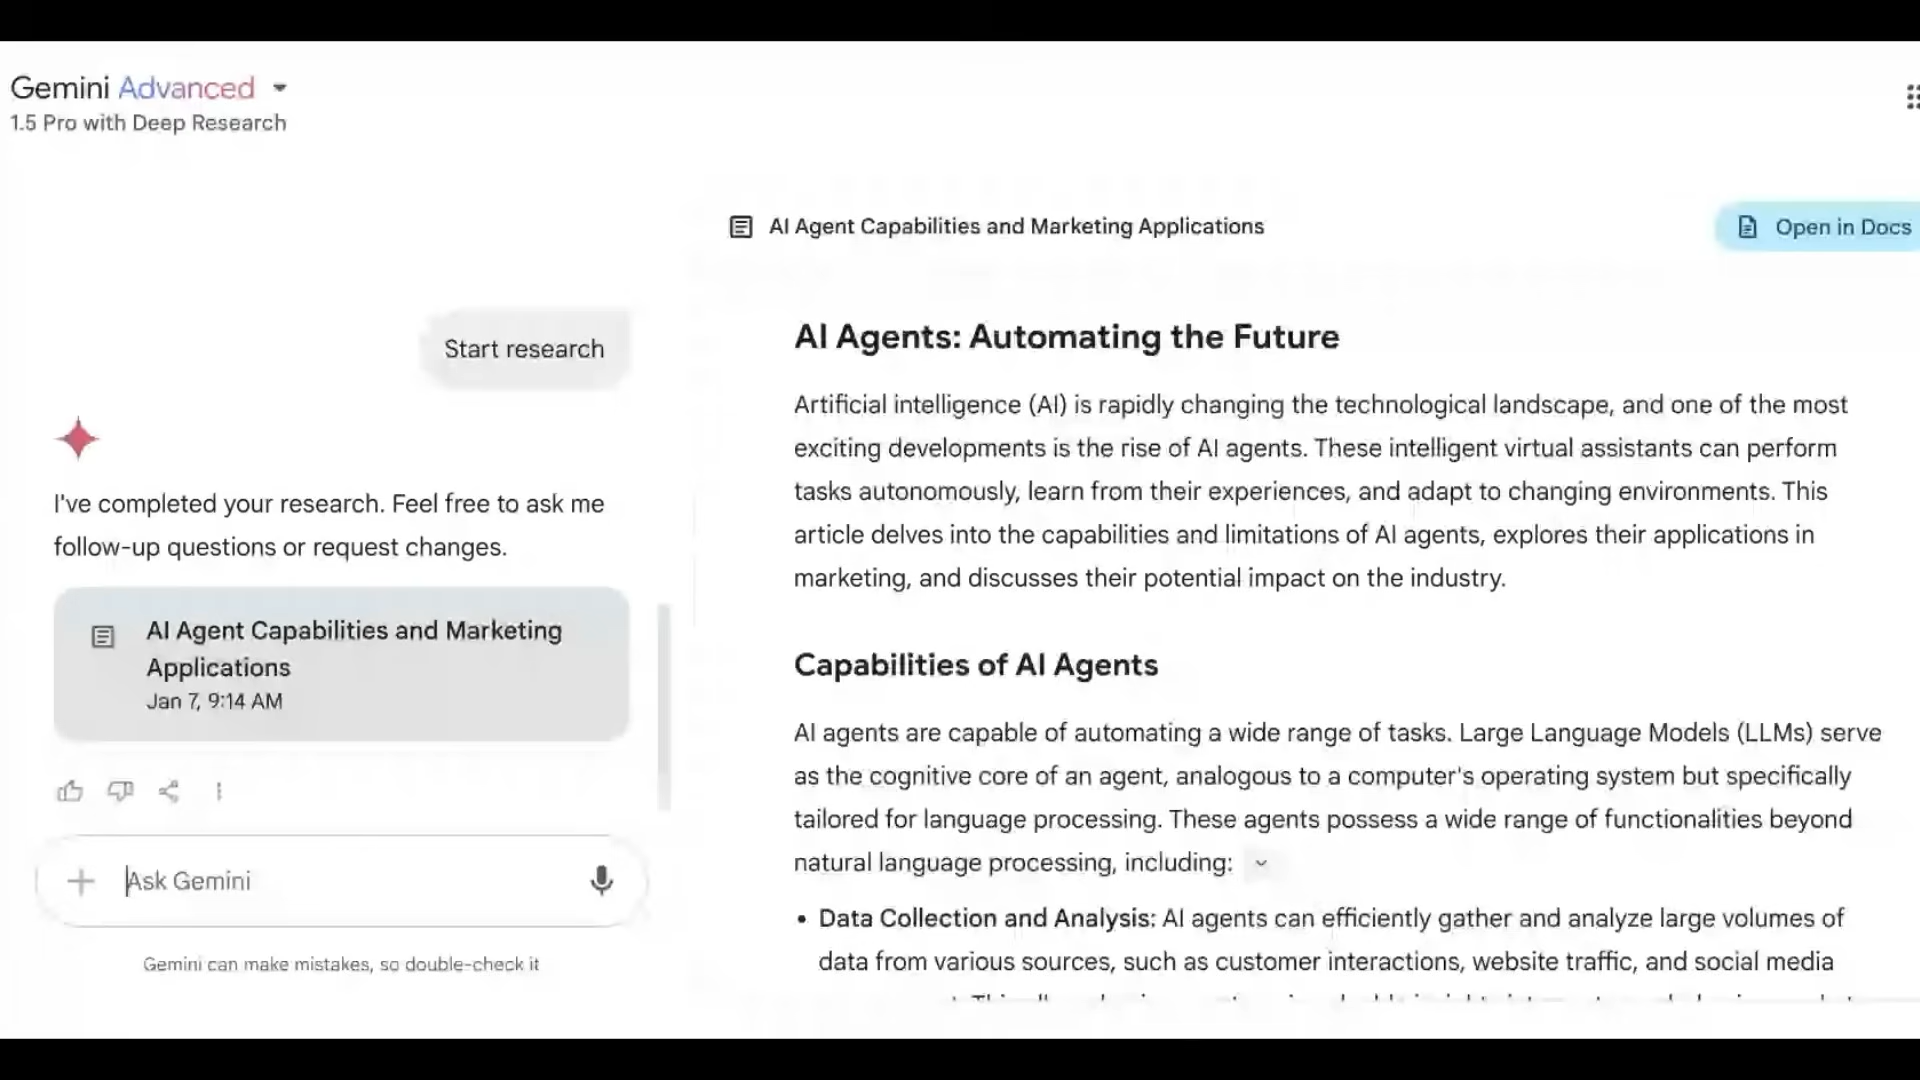 Gemini Advanced
1.5 Pro with Deep Research
Start research
I've completed your research. Feel free to ask me
follow-up questions or request changes.
AI Agent Capabilities and Marketing
Applications
Jan 7, 9:14 AM
Ask Gemini
Gemini can make mistakes, so double-check it
AI Agent Capabilities and Marketing Applications
Open in Docs
AI Agents: Automating the Future
Artificial intelligence (AI) is rapidly changing the technological landscape, and one of the most
exciting developments is the rise of AI agents. These intelligent virtual assistants can perform
tasks autonomously, learn from their experiences, and adapt to changing environments. This
article delves into the capabilities and limitations of AI agents, explores their applications in
marketing, and discusses their potential impact on the industry.
Capabilities of AI Agents
AI agents are capable of automating a wide range of tasks. Large Language Models (LLMs) serve
as the cognitive core of an agent, analogous to a computer's operating system but specifically
tailored for language processing. These agents possess a wide range of functionalities beyond
natural language processing, including:
• Data Collection and Analysis: AI agents can efficiently gather and analyze large volumes of
data from various sources, such as customer interactions, website traffic, and social media